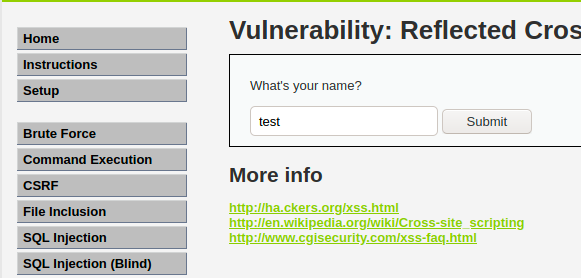 Home
Instructions
Setup
Brute Force
Command Execution
CSRF
File Inclusion
SQL Injection
SQL Injection (Blind)
Vulnerability: Reflected Cros
What's your name?
test
Submit
More info
http://ha.ckers.org/xss.html
http://en.wikipedia.org/wiki/Cross-site_scripting
http://www.cgisecurity.com/xss-faq.html